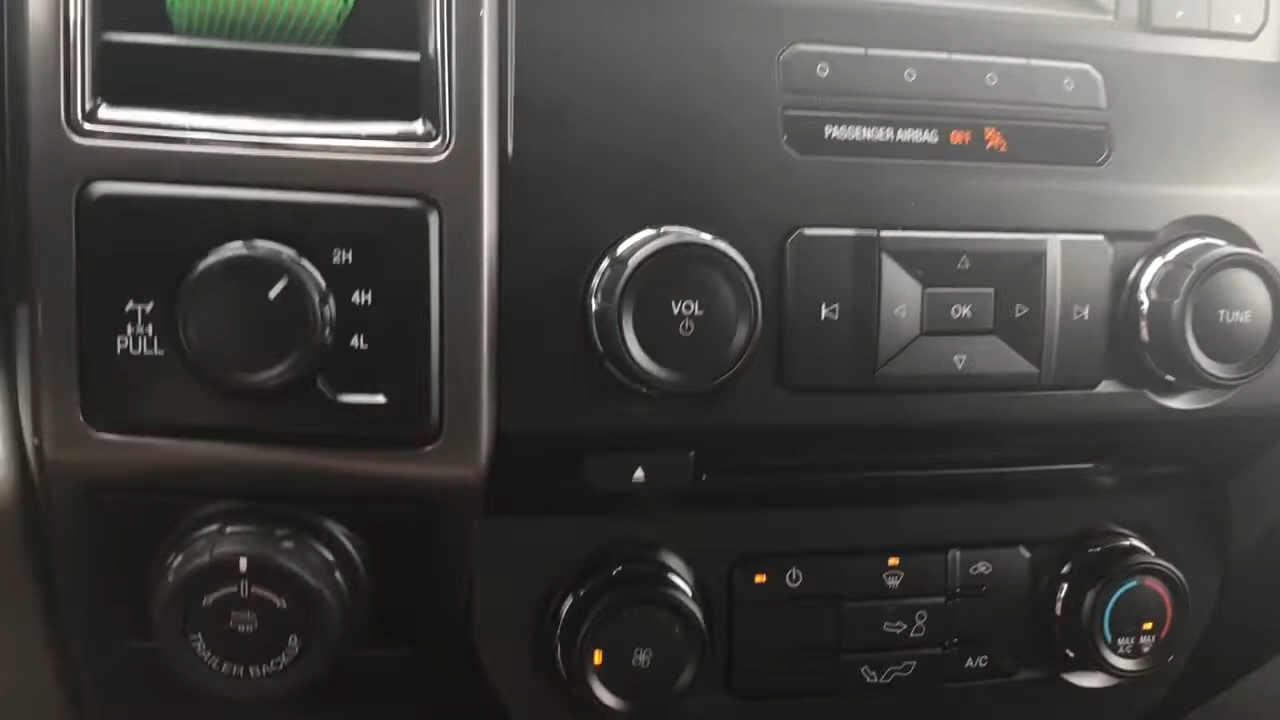 PASSENGER AIRBAG OFF
2H
4H
4L
PULL
VOL
OK
TUNE
TRAILER BACKUP
A/C
MAX A/C
MAX